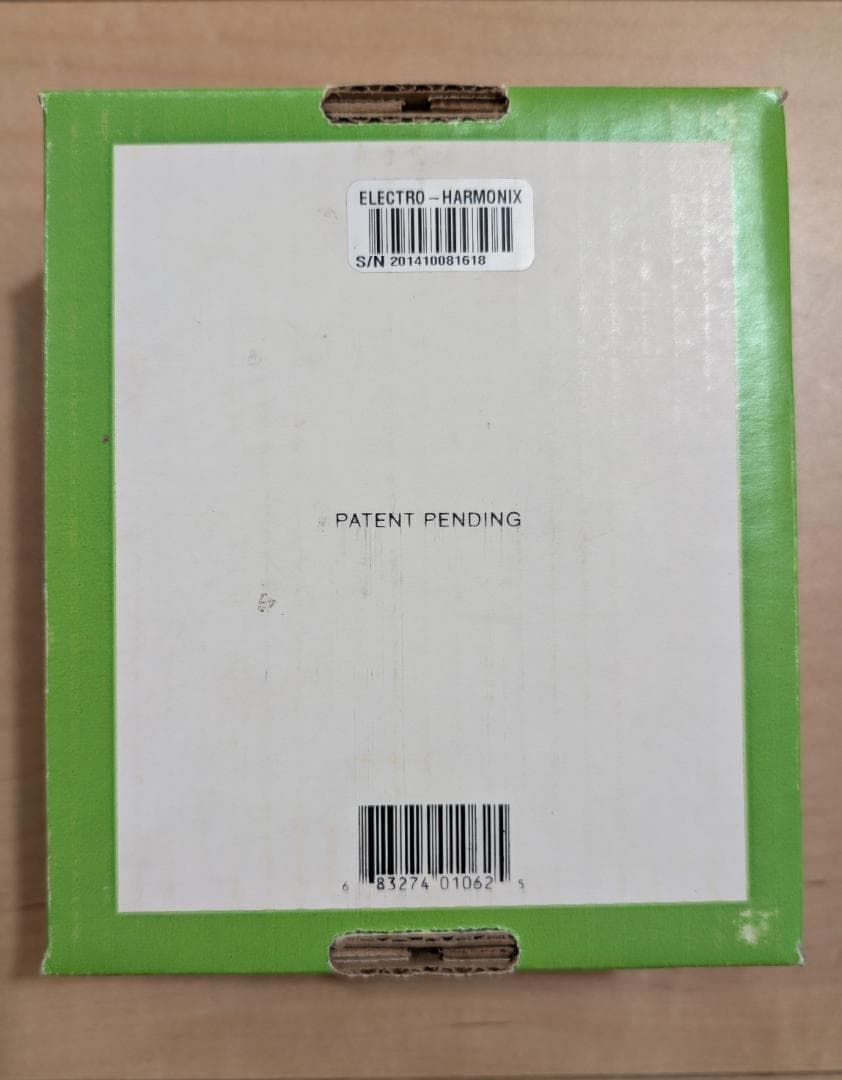 ELECTRO-HARMONIX
S/N 201410081618
PATENT PENDING
6 83274 01062 5